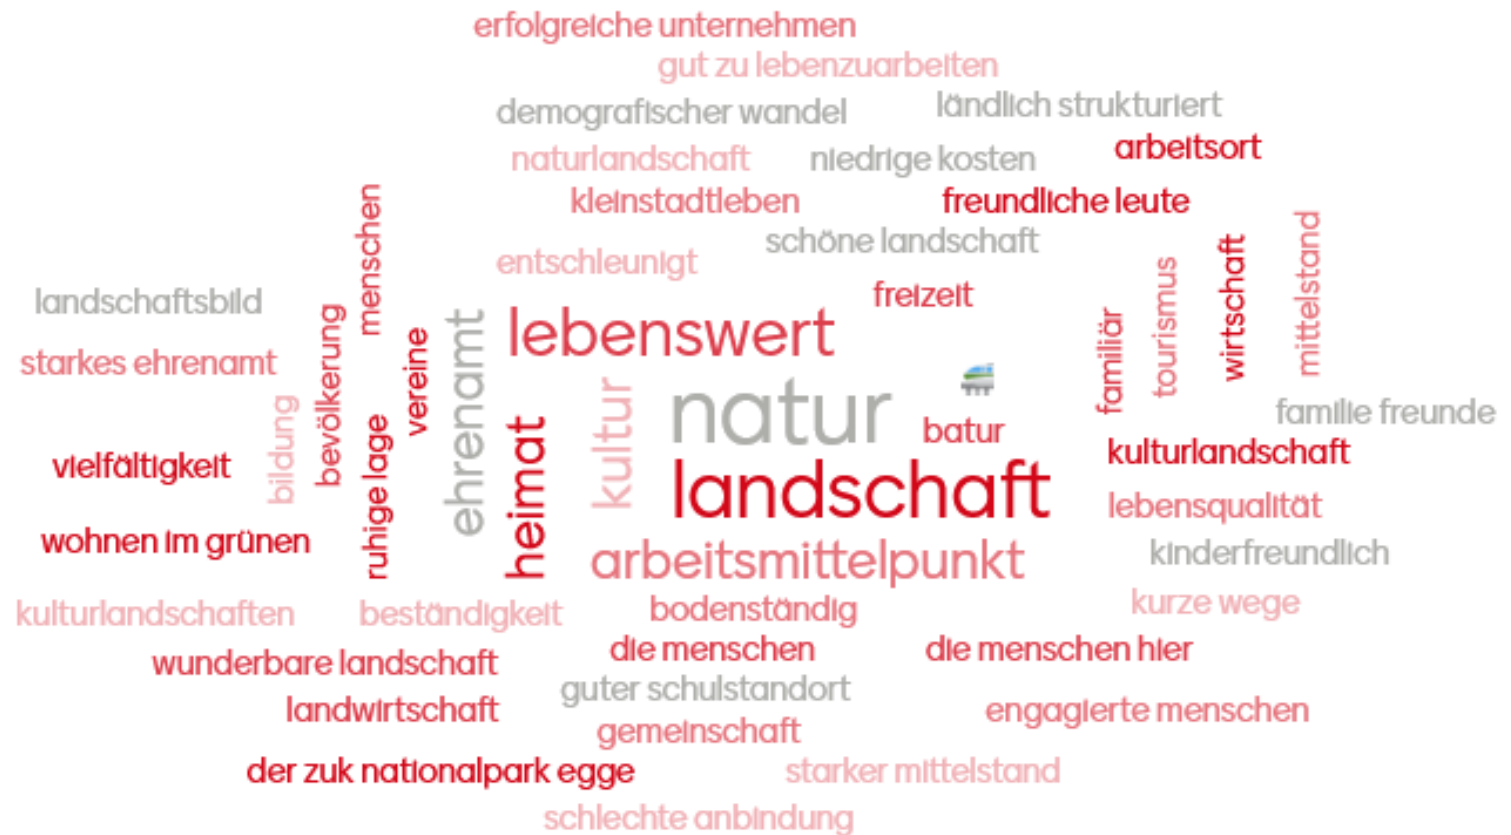 erfolgreiche unternehmen
gut zu lebenzuarbeiten
demografischer wandel
ländlich strukturiert
arbeitsort
naturlandschaft
niedrige kosten
kleinstadtleben
freundliche leute
menschen
mittelstand
schöne landschaft
wirtschaft
entschleunigt
tourismus
freizeit
landschaftsbild
bevölkerung
familiär
ehrenamt
lebenswert
vereine
starkes ehrenamt
kultur
natur
bildung
familie freunde
ruhige lage
heimat
batur
kulturlandschaft
vielfältigkeit
landschaft
lebensqualität
wohnen im grünen
arbeitsmittelpunkt
kinderfreundlich
kulturlandschaften
beständigkeit
bodenständig
kurze wege
wunderbare landschaft
die menschen
die menschen hier
guter schulstandort
landwirtschaft
engagierte menschen
gemeinschaft
der zuk nationalpark egge
starker mittelstand
schlechte anbindung